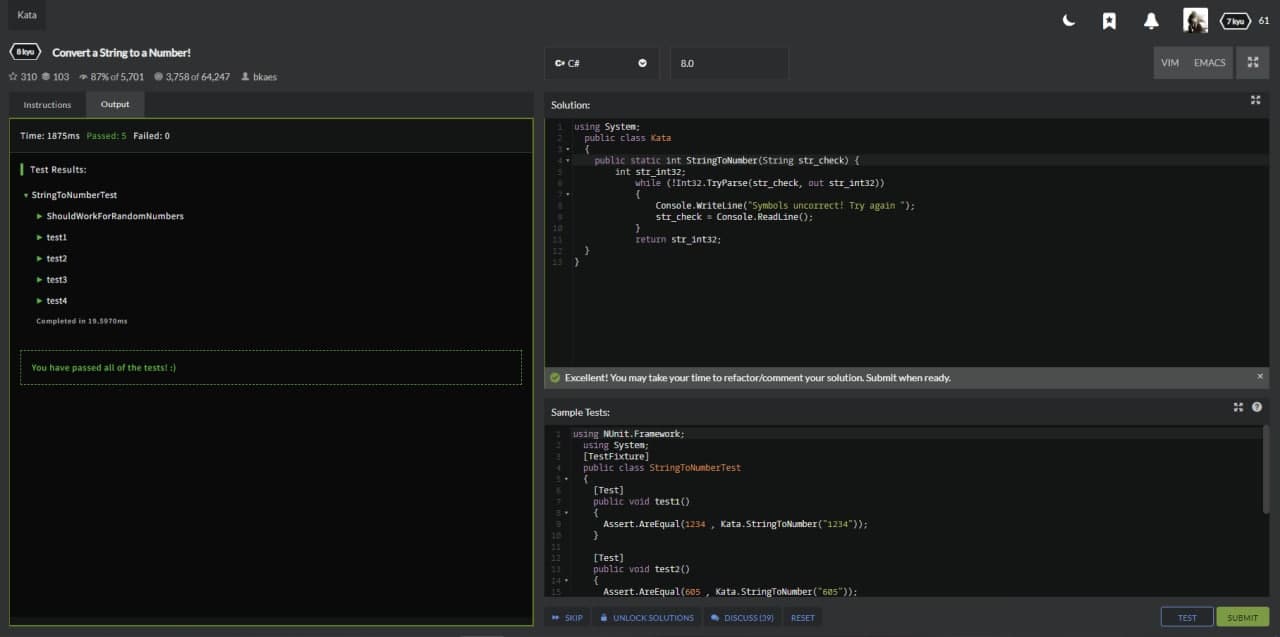 Kata
7 kyu 61
8 kyu Convert a String to a Number!
310 103 87% of 5,701 3,758 of 64,247 bkaes
C# 8.0 VIM EMACS
Instructions Output
Time: 1875ms Passed: 5 Failed: 0
Test Results:
StringToNumberTest
ShouldWorkForRandomNumbers
test1
test2
test3
test4
Completed in 19.5970ms
You have passed all of the tests! :)
Solution:
1 using System;
2 public class Kata
3 {
4 public static int StringToNumber(String str_check) {
5 int str_int32;
6 while (!Int32.TryParse(str_check, out str_int32))
7 {
8 Console.WriteLine("Symbols uncorrect! Try again ");
9 str_check = Console.ReadLine();
10 }
11 return str_int32;
12 }
13 }
Excellent! You may take your time to refactor/comment your solution. Submit when ready. ×
Sample Tests:
1 using NUnit.Framework;
2 using System;
3 [TestFixture]
4 public class StringToNumberTest
5 {
6 [Test]
7 public void test1()
8 {
9 Assert.AreEqual(1234 , Kata.StringToNumber("1234"));
10 }
11
12 [Test]
13 public void test2()
14 {
15 Assert.AreEqual(605 , Kata.StringToNumber("605"));
SKIP UNLOCK SOLUTIONS DISCUSS (39) RESET TEST SUBMIT